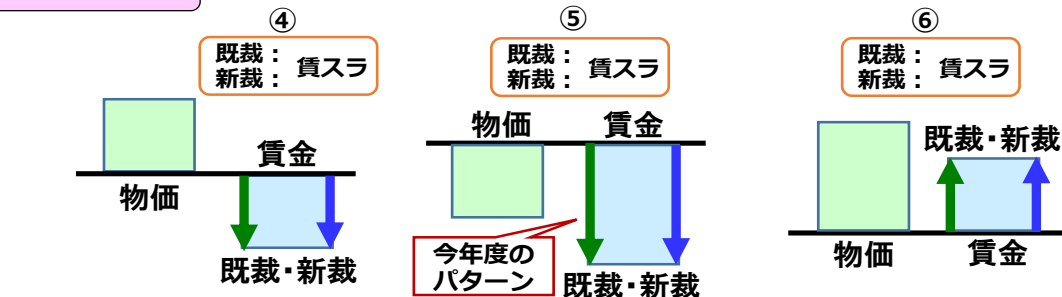 ④
既裁：
新裁：
賃スラ
賃金
物価
既裁・新裁
⑤
既裁：
新裁：
賃スラ
物価
賃金
今年度の
パターン
既裁・新裁
⑥
既裁：
新裁：
賃スラ
既裁・新裁
物価
賃金